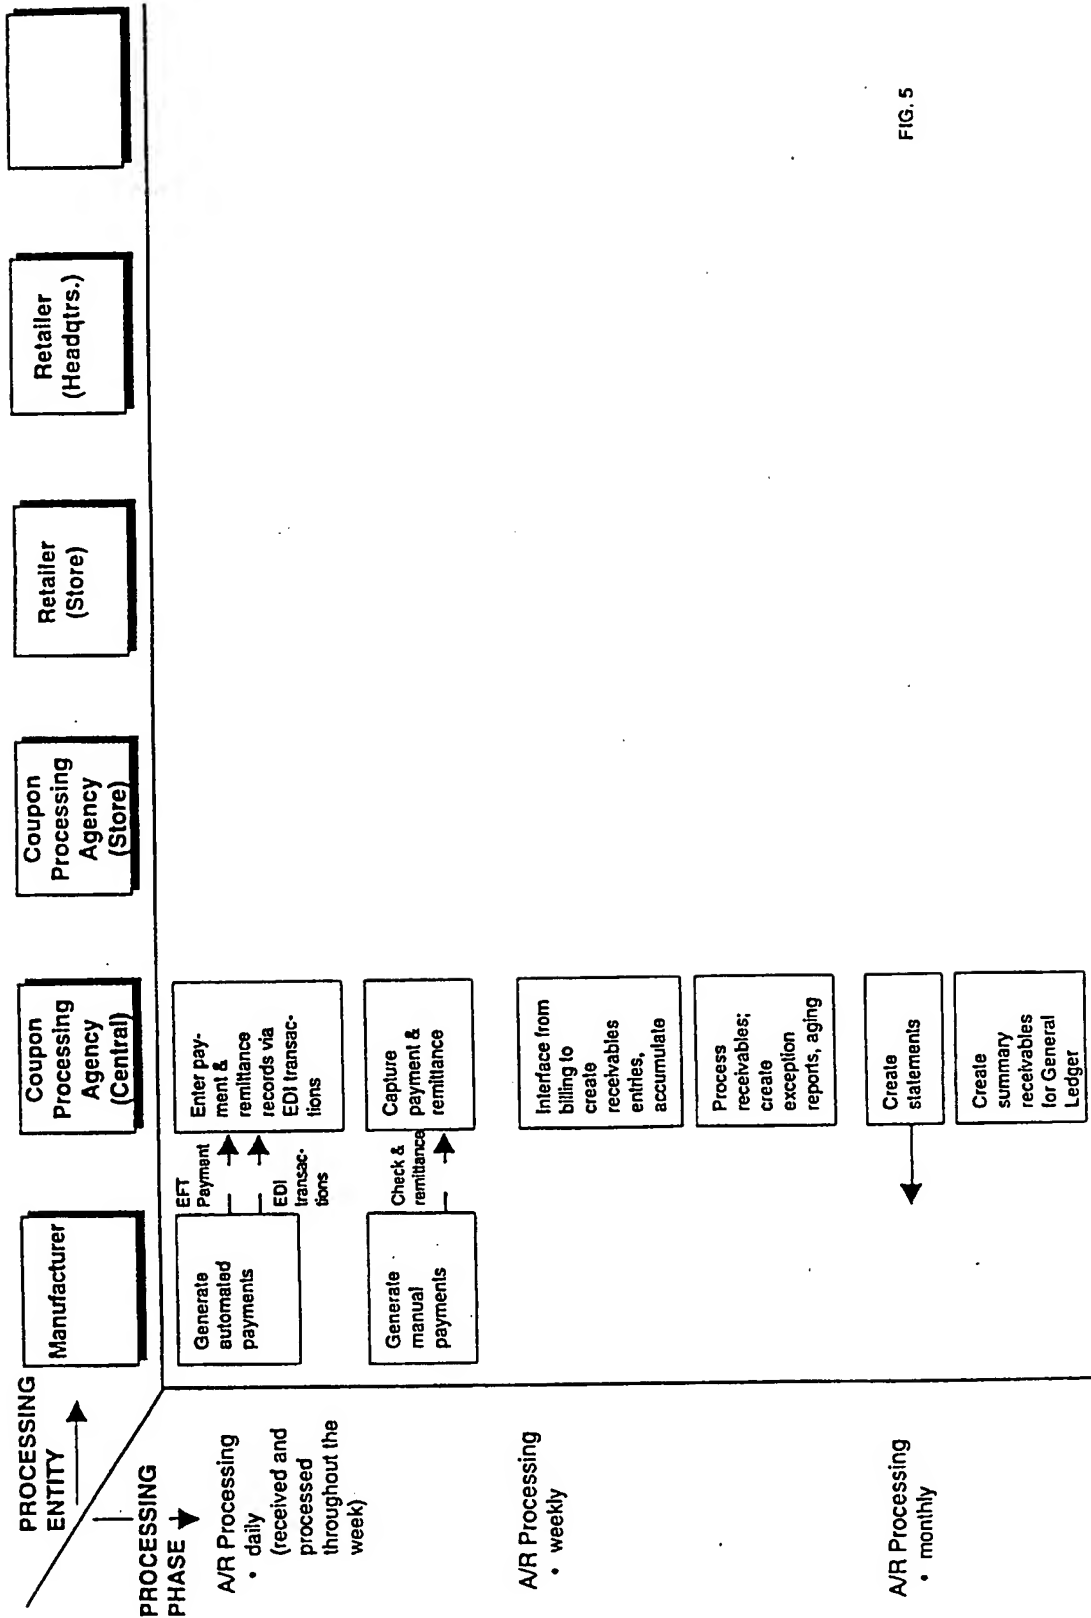 PROCESSING
ENTITY
PROCESSING
PHASE
Manufacturer
Coupon
Processing
Agency
(Central)
Coupon
Processing
Agency
(Store)
Retailer
(Store)
Retailer
(Headqtrs.)
A/R Processing
• daily
(received and
processed
throughout the
week)
Generate
automated
payments
EFT
Payment
EDI
transac-
tions
Enter pay-
ment &
remittance
records via
EDI transac-
tions
Generate
manual
payments
Check &
remittance
Capture
payment &
remittance
A/R Processing
• weekly
Interface from
billing to
create
receivables
entries,
accumulate
Process
receivables;
create
exception
reports, aging
A/R Processing
• monthly
Create
statements
Create
summary
receivables
for General
Ledger
FIG. 5